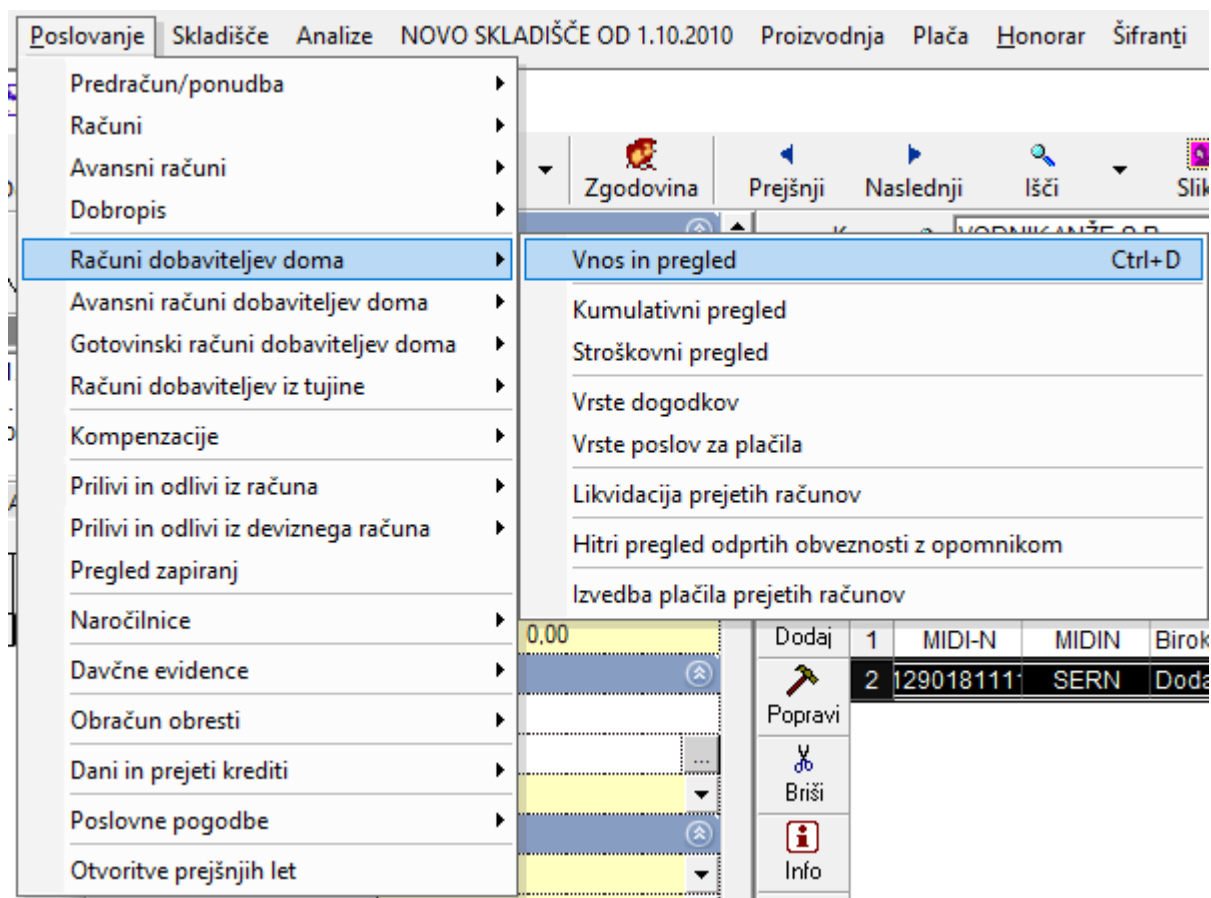 Poslovanje Skladišče Analize NOVO SKLADIŠČE OD 1.10.2010 Proizvodnja Plača Honorar Šifranti
Predračun/ponudba
Računi
Avansni računi
Dobropis
Računi dobaviteljev doma
Avansni računi dobaviteljev doma
Gotovinski računi dobaviteljev doma
Računi dobaviteljev iz tujine
Kompenzacije
Prilivi in odlivi iz računa
Prilivi in odlivi iz deviznega računa
Pregled zapiranj
Naročilnice
Davčne evidence
Obračun obresti
Dani in prejeti krediti
Poslovne pogodbe
Otvoritve prejšnjih let
Zgodovina Prejšnji Naslednji Išči Slik
Vnos in pregled Ctrl+D
Kumulativni pregled
Stroškovni pregled
Vrste dogodkov
Vrste poslov za plačila
Likvidacija prejetih računov
Hitri pregled odprtih obveznosti z opomnikom
Izvedba plačila prejetih računov
0,00
Dodaj 1 MIDI-N MIDIN Birok
2 1290181111 SERN Doda
Popravi
...
Briši
Info